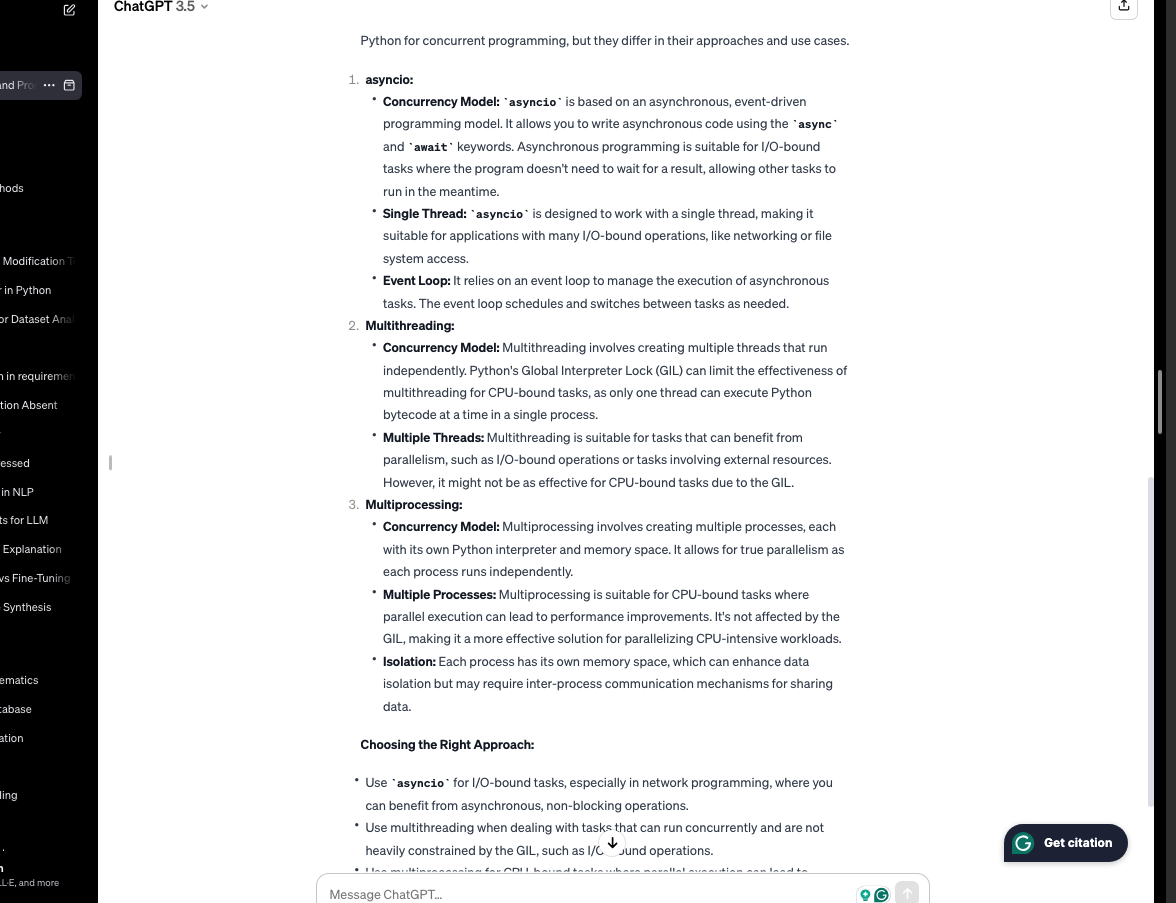 ChatGPT 3.5
and Pro
hods
Modification T
r in Python
or Dataset Ana
n in requiremen
tion Absent
essed
in NLP
ts for LLM
Explanation
vs Fine-Tuning
Synthesis
ematics
tabase
ation
ling
n
LL·E, and more
Python for concurrent programming, but they differ in their approaches and use cases.
1. asyncio:
• Concurrency Model: `asyncio` is based on an asynchronous, event-driven
programming model. It allows you to write asynchronous code using the `async`
and `await` keywords. Asynchronous programming is suitable for I/O-bound
tasks where the program doesn't need to wait for a result, allowing other tasks to
run in the meantime.
• Single Thread: `asyncio` is designed to work with a single thread, making it
suitable for applications with many I/O-bound operations, like networking or file
system access.
• Event Loop: It relies on an event loop to manage the execution of asynchronous
tasks. The event loop schedules and switches between tasks as needed.
2. Multithreading:
• Concurrency Model: Multithreading involves creating multiple threads that run
independently. Python's Global Interpreter Lock (GIL) can limit the effectiveness of
multithreading for CPU-bound tasks, as only one thread can execute Python
bytecode at a time in a single process.
• Multiple Threads: Multithreading is suitable for tasks that can benefit from
parallelism, such as I/O-bound operations or tasks involving external resources.
However, it might not be as effective for CPU-bound tasks due to the GIL.
3. Multiprocessing:
• Concurrency Model: Multiprocessing involves creating multiple processes, each
with its own Python interpreter and memory space. It allows for true parallelism as
each process runs independently.
• Multiple Processes: Multiprocessing is suitable for CPU-bound tasks where
parallel execution can lead to performance improvements. It's not affected by the
GIL, making it a more effective solution for parallelizing CPU-intensive workloads.
• Isolation: Each process has its own memory space, which can enhance data
isolation but may require inter-process communication mechanisms for sharing
data.
Choosing the Right Approach:
• Use `asyncio` for I/O-bound tasks, especially in network programming, where you
can benefit from asynchronous, non-blocking operations.
• Use multithreading when dealing with tasks that can run concurrently and are not
heavily constrained by the GIL, such as I/O-bound operations.
• Use multiprocessing for CPU-bound tasks where parallel execution can lead to
Get citation
Message ChatGPT...